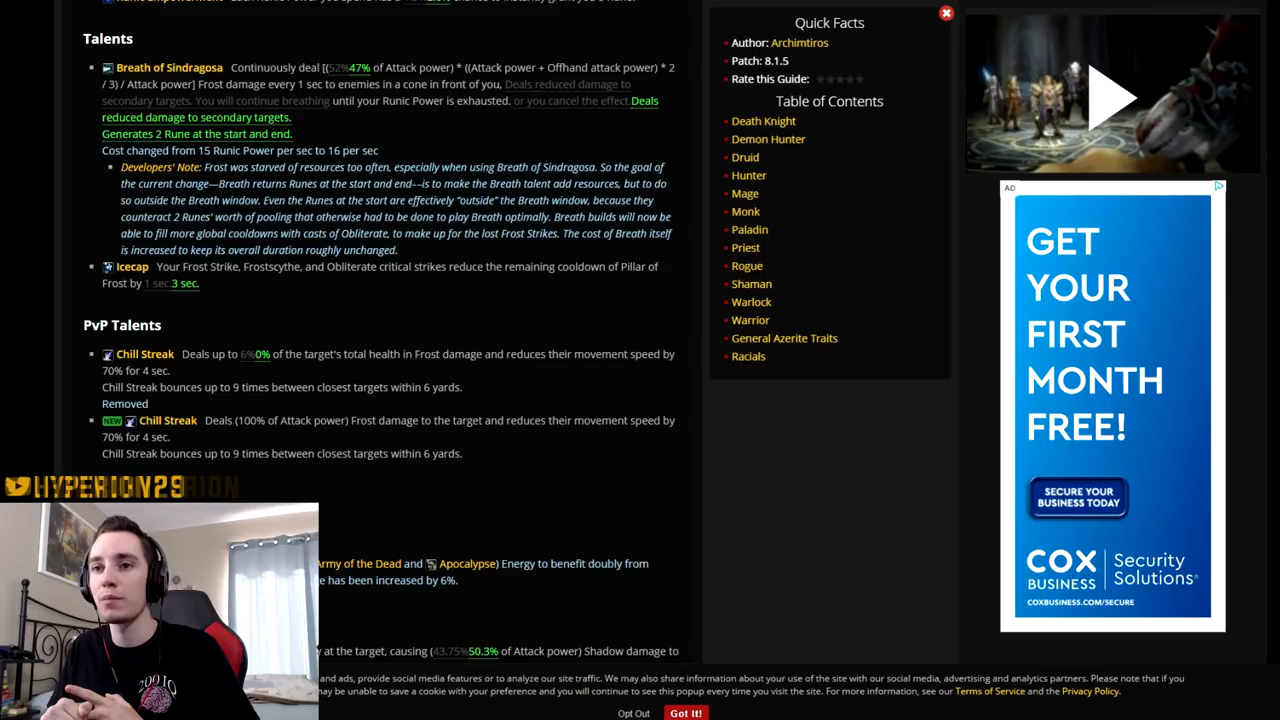 Talents
Breath of Sindragosa Continuously deal [(52%47% of Attack power) * ((Attack power + Offhand attack power) * 2
/ 3) / Attack power] Frost damage every 1 sec to enemies in a cone in front of you, Deals reduced damage to
secondary targets. You will continue breathing until your Runic Power is exhausted. or you cancel the effect.Deals
reduced damage to secondary targets.
Generates 2 Rune at the start and end.
Cost changed from 15 Runic Power per sec to 16 per sec
Developers' Note: Frost was starved of resources too often, especially when using Breath of Sindragosa. So the goal of
the current change—Breath returns Runes at the start and end--is to make the Breath talent add resources, but to do
so outside the Breath window. Even the Runes at the start are effectively "outside" the Breath window, because they
counteract 2 Runes' worth of pooling that otherwise had to be done to play Breath optimally. Breath builds will now be
able to fill more global cooldowns with casts of Obliterate, to make up for the lost Frost Strikes. The cost of Breath itself
is increased to keep its overall duration roughly unchanged.
Icecap Your Frost Strike, Frostscythe, and Obliterate critical strikes reduce the remaining cooldown of Pillar of
Frost by 1 sec.3 sec.
PvP Talents
Chill Streak Deals up to 6%0% of the target's total health in Frost damage and reduces their movement speed by
70% for 4 sec.
Chill Streak bounces up to 9 times between closest targets within 6 yards.
Removed
NEW Chill Streak Deals (100% of Attack power) Frost damage to the target and reduces their movement speed by
70% for 4 sec.
Chill Streak bounces up to 9 times between closest targets within 6 yards.
HYPERION29
Army of the Dead and Apocalypse) Energy to benefit doubly from
e has been increased by 6%.
y at the target, causing (43.75%50.3% of Attack power) Shadow damage to
Quick Facts
Author: Archimtiros
Patch: 8.1.5
Rate this Guide:
Table of Contents
Death Knight
Demon Hunter
Druid
Hunter
Mage
Monk
Paladin
Priest
Rogue
Shaman
Warlock
Warrior
General Azerite Traits
Racials
AD
GET
YOUR
FIRST
MONTH
FREE!
SECURE YOUR
BUSINESS TODAY
COX
BUSINESS
Security
Solutions
COXBUSINESS.COM/SECURE
and ads, provide social media features or to analyze our site traffic. We may also share information about your use of the site with our social media, advertising and analytics partners. Please note that if you
may be unable to save a cookie with your preference and you will continue to see this popup every time you visit the site. For more information, see our Terms of Service and the Privacy Policy.
Opt Out
Got It!